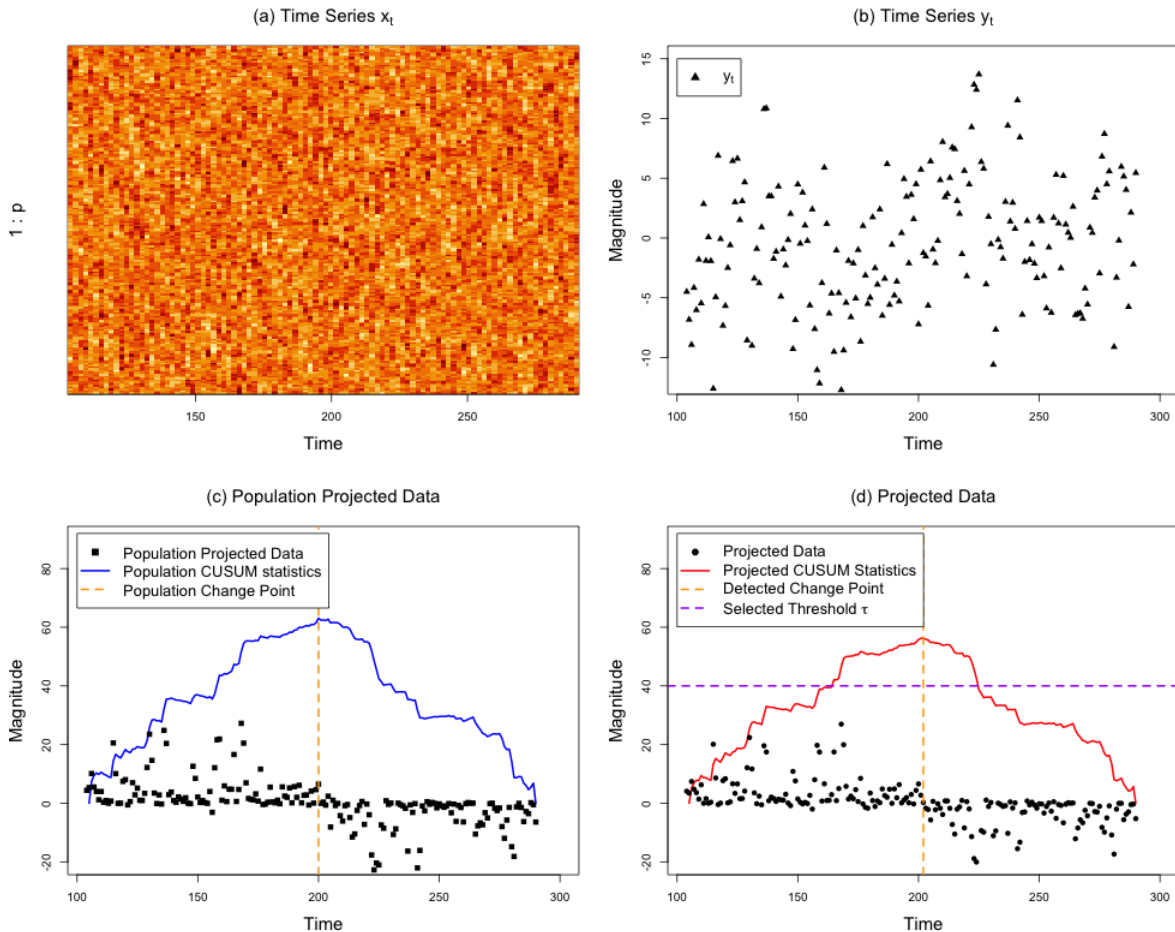 (a) Time Series xₜ
1 : p
150
200
250
Time
(b) Time Series yₜ
yₜ
Magnitude
15
10
5
0
-5
-10
100
150
200
250
300
Time
(c) Population Projected Data
Population Projected Data
Population CUSUM statistics
Population Change Point
Magnitude
80
60
40
20
0
-20
100
150
200
250
300
Time
(d) Projected Data
Projected Data
Projected CUSUM Statistics
Detected Change Point
Selected Threshold τ
Magnitude
80
60
40
20
0
-20
100
150
200
250
300
Time